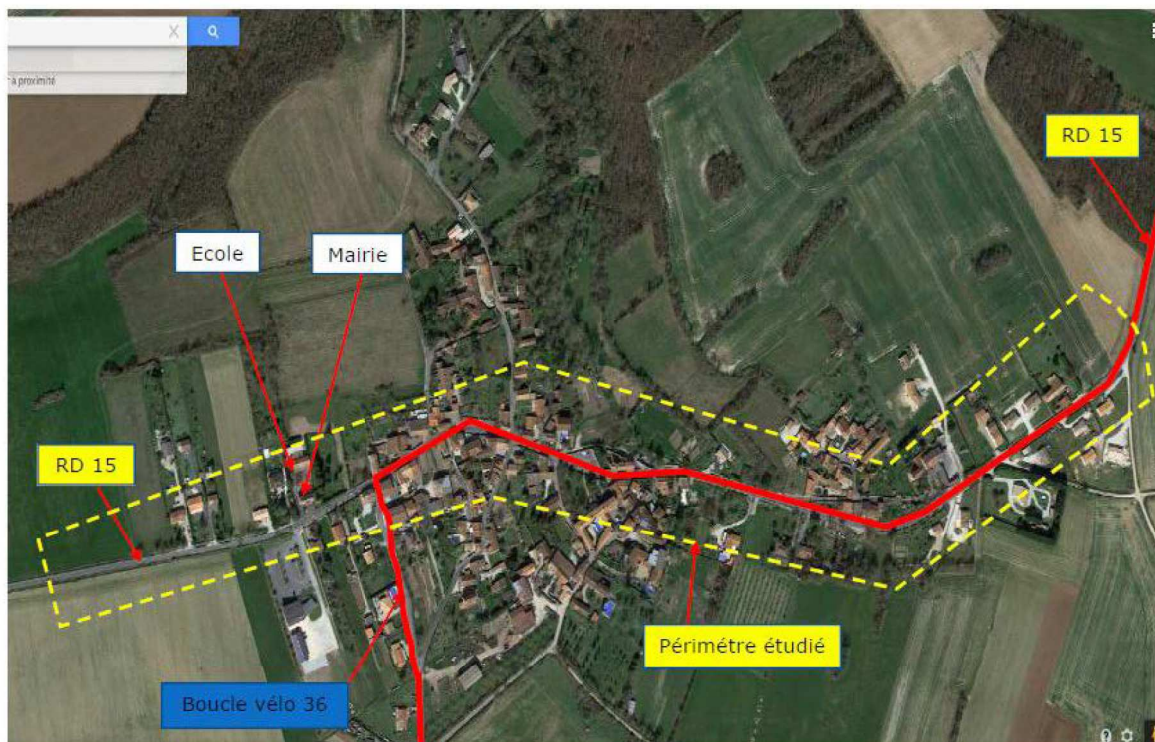 r à proximité
RD 15
Ecole
Mairie
RD 15
Périmétre étudié
Boucle vélo 36